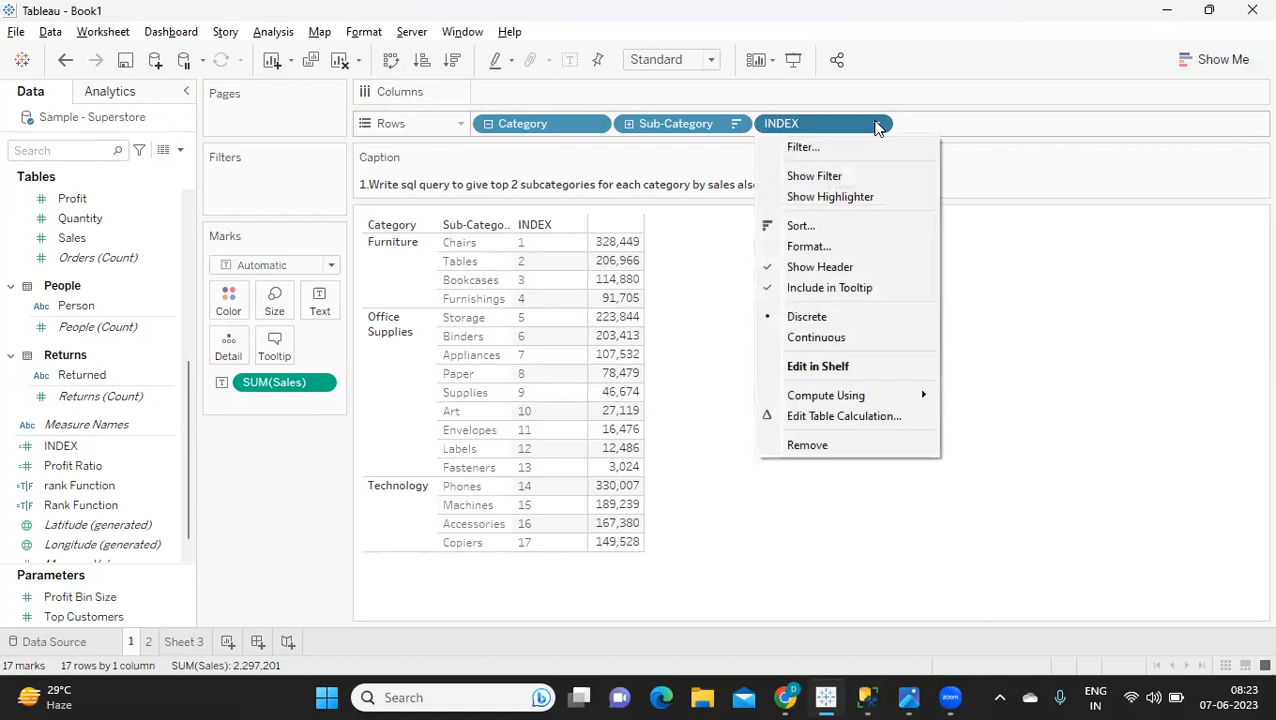 Tableau - Book1
File Data Worksheet Dashboard Story Analysis Map Format Server Window Help
Standard
Show Me
Data Analytics
Sample - Superstore
Search
Tables
Profit
Quantity
Sales
Orders (Count)
People
Abc Person
People (Count)
Returns
Abc Returned
Returns (Count)
Abc Measure Names
INDEX
Profit Ratio
rank Function
Rank Function
Latitude (generated)
Longitude (generated)
Parameters
Profit Bin Size
Top Customers
Pages
Filters
Marks
Automatic
Color Size Text
Detail Tooltip
SUM(Sales)
Columns
Rows Category Sub-Category INDEX
Caption
1.Write sql query to give top 2 subcategories for each category by sales als
Category Sub-Catego.. INDEX
Furniture Chairs 1 328,449
Tables 2 206,966
Bookcases 3 114,880
Furnishings 4 91,705
Office Supplies Storage 5 223,844
Binders 6 203,413
Appliances 7 107,532
Paper 8 78,479
Supplies 9 46,674
Art 10 27,119
Envelopes 11 16,476
Labels 12 12,486
Fasteners 13 3,024
Technology Phones 14 330,007
Machines 15 189,239
Accessories 16 167,380
Copiers 17 149,528
Filter...
Show Filter
Show Highlighter
Sort...
Format...
Show Header
Include in Tooltip
Discrete
Continuous
Edit in Shelf
Compute Using
Edit Table Calculation...
Remove
Data Source 1 2 Sheet 3
17 marks 17 rows by 1 column SUM(Sales): 2,297,201
29°C
Haze
Search
ENG
IN
08:23
07-06-2023